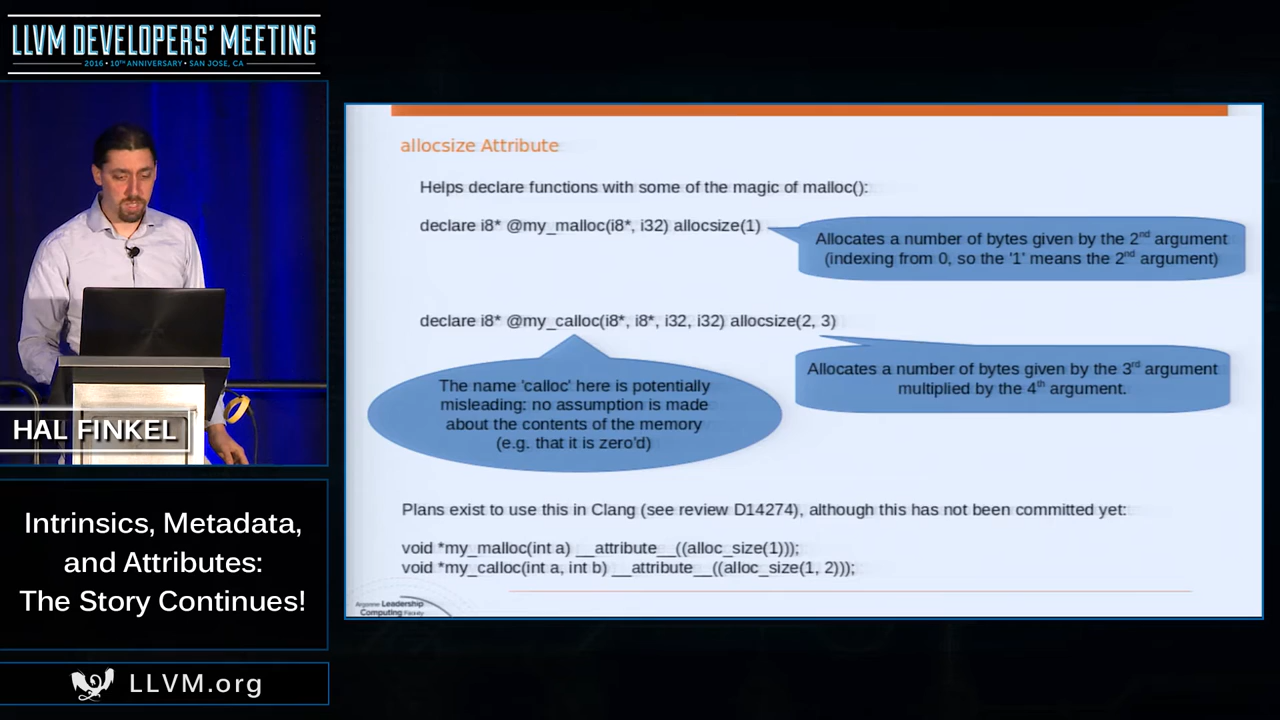 LLVM DEVELOPERS' MEETING
2016 • 10TH ANNIVERSARY • SAN JOSE, CA
HAL FINKEL
Intrinsics, Metadata,
and Attributes:
The Story Continues!
LLVM.org
allocsize Attribute
Helps declare functions with some of the magic of malloc():
declare i8* @my_malloc(i8*, i32) allocsize(1)
Allocates a number of bytes given by the 2nd argument
(indexing from 0, so the '1' means the 2nd argument)
declare i8* @my_calloc(i8*, i8*, i32, i32) allocsize(2, 3)
Allocates a number of bytes given by the 3rd argument
multiplied by the 4th argument.
The name 'calloc' here is potentially
misleading: no assumption is made
about the contents of the memory
(e.g. that it is zero'd)
Plans exist to use this in Clang (see review D14274), although this has not been committed yet:
void *my_malloc(int a) __attribute__((alloc_size(1)));
void *my_calloc(int a, int b) __attribute__((alloc_size(1, 2)));
Argonne Leadership
Computing Facility